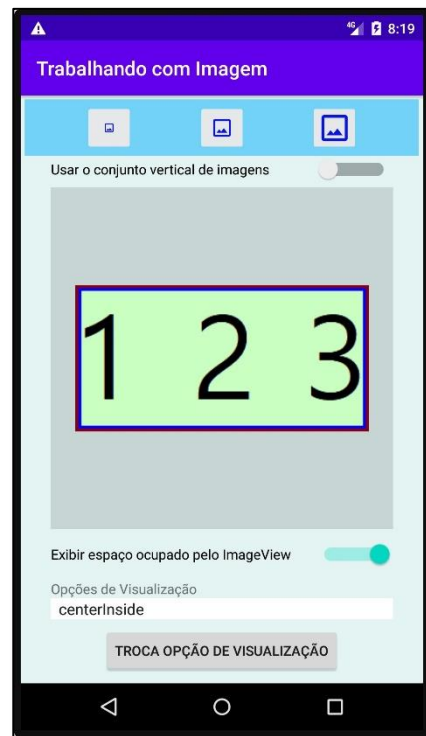 4G 8:19
Trabalhando com Imagem
Usar o conjunto vertical de imagens
1 2 3
Exibir espaço ocupado pelo ImageView
Opções de Visualização
centerInside
TROCA OPÇÃO DE VISUALIZAÇÃO